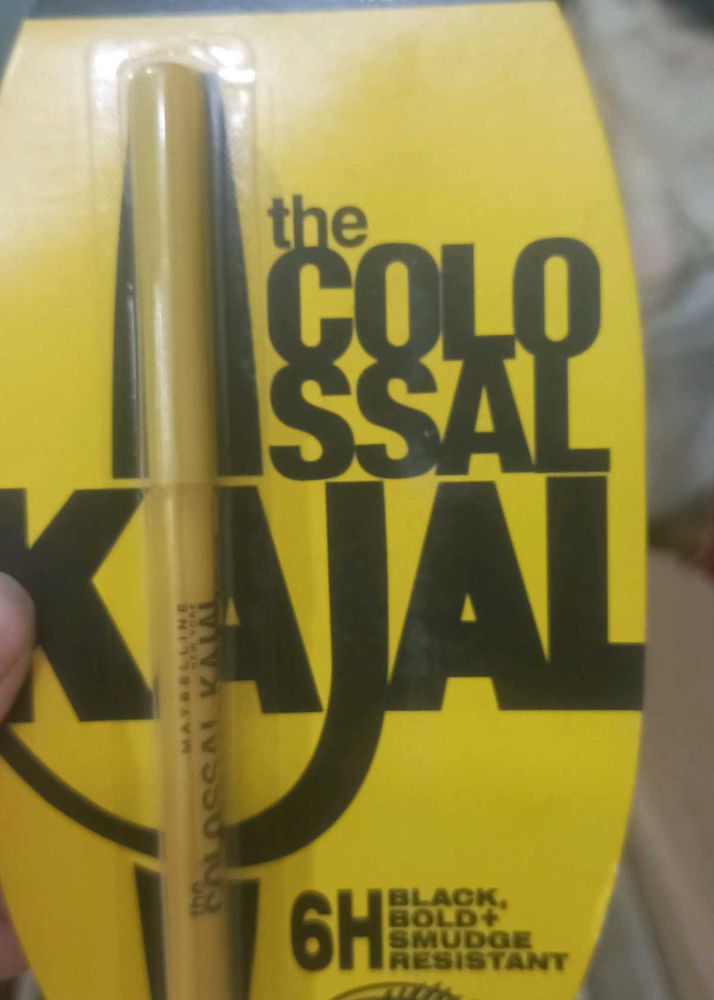 the
COLO
SSAL
KAJAL
MAYBELLINE
NEW YORK
the COLOSSAL KAJAL
6H BLACK,
BOLD+
SMUDGE
RESISTANT